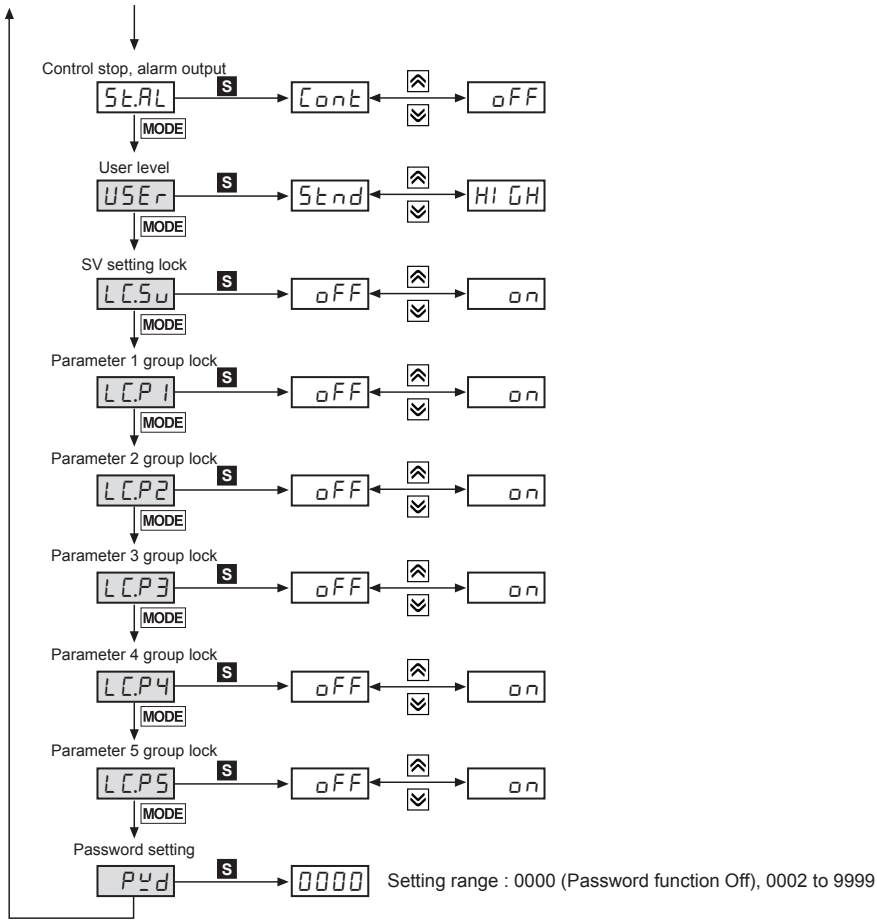 Control stop, alarm output
St.AL S Cont oFF
MODE
User level
USEr S Stnd HIGH
MODE
SV setting lock
LC.Sv S oFF on
MODE
Parameter 1 group lock
LC.P1 S oFF on
MODE
Parameter 2 group lock
LC.P2 S oFF on
MODE
Parameter 3 group lock
LC.P3 S oFF on
MODE
Parameter 4 group lock
LC.P4 S oFF on
MODE
Parameter 5 group lock
LC.P5 S oFF on
MODE
Password setting
PWd S 0000 Setting range : 0000 (Password function Off), 0002 to 9999